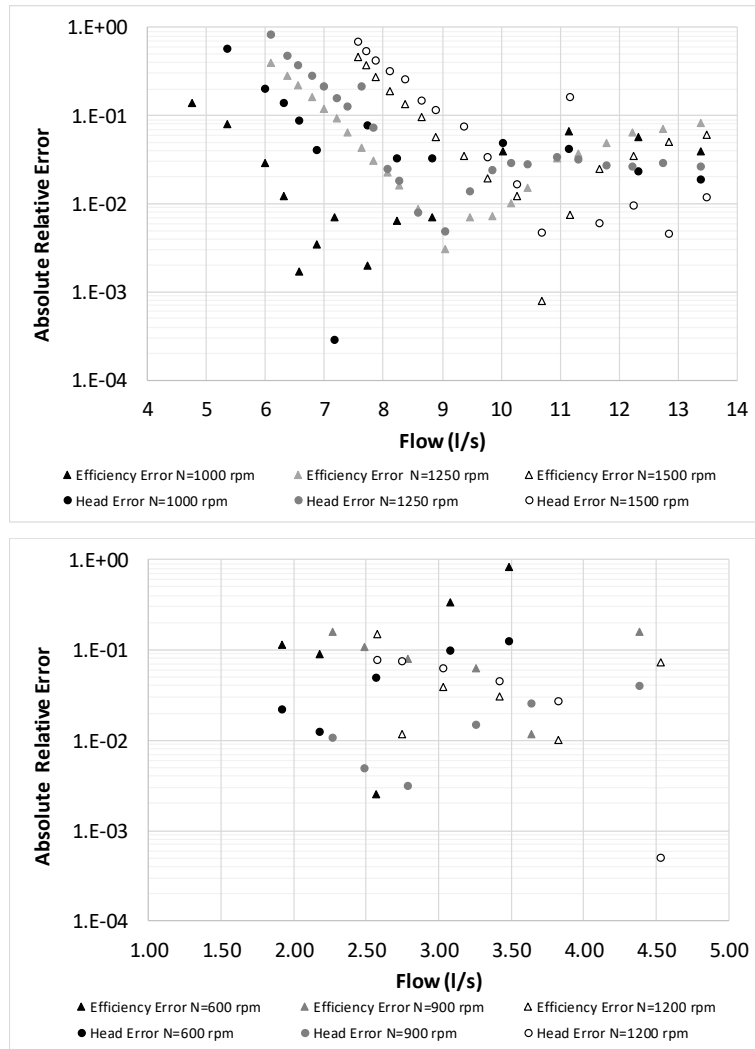 1.E+00
1.E-01
1.E-02
1.E-03
1.E-04
Absolute Relative Error
4 5 6 7 8 9 10 11 12 13 14
Flow (l/s)
Efficiency Error N=1000 rpm Efficiency Error N=1250 rpm Efficiency Error N=1500 rpm
Head Error N=1000 rpm Head Error N=1250 rpm Head Error N=1500 rpm
1.E+00
1.E-01
1.E-02
1.E-03
1.E-04
Absolute Relative Error
1.00 1.50 2.00 2.50 3.00 3.50 4.00 4.50 5.00
Flow (l/s)
Efficiency Error N=600 rpm Efficiency Error N=900 rpm Efficiency Error N=1200 rpm
Head Error N=600 rpm Head Error N=900 rpm Head Error N=1200 rpm